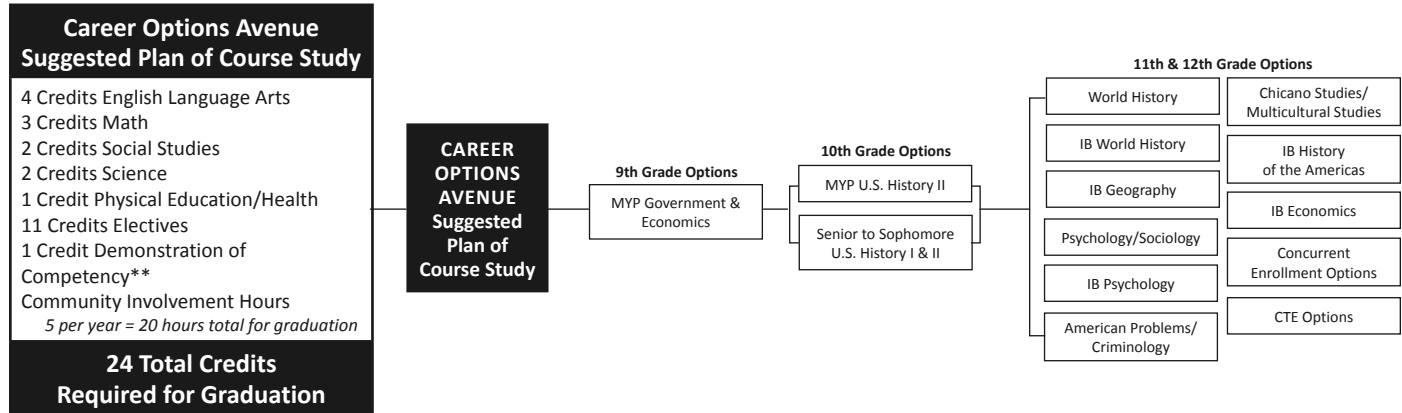 Career Options Avenue
Suggested Plan of Course Study
4 Credits English Language Arts
3 Credits Math
2 Credits Social Studies
2 Credits Science
1 Credit Physical Education/Health
11 Credits Electives
1 Credit Demonstration of
Competency**
Community Involvement Hours
5 per year = 20 hours total for graduation
24 Total Credits
Required for Graduation
CAREER
OPTIONS
AVENUE
Suggested
Plan of
Course Study
9th Grade Options
MYP Government &
Economics
10th Grade Options
MYP U.S. History II
Senior to Sophomore
U.S. History I & II
11th & 12th Grade Options
World History
IB World History
IB Geography
Psychology/Sociology
IB Psychology
American Problems/
Criminology
Chicano Studies/
Multicultural Studies
IB History
of the Americas
IB Economics
Concurrent
Enrollment Options
CTE Options